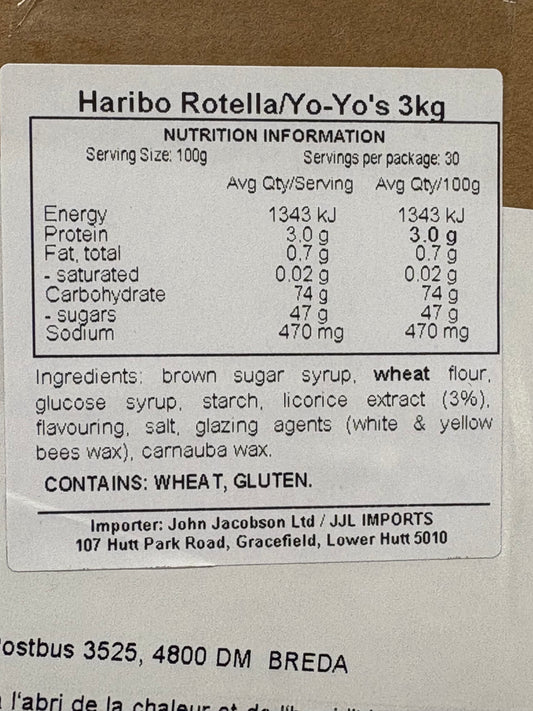 Haribo Rotella/Yo-Yo's 3kg
NUTRITION INFORMATION
Serving Size: 100g Servings per package: 30
Avg Qty/Serving Avg Qty/100g
Energy 1343 kJ 1343 kJ
Protein 3.0 g 3.0 g
Fat, total 0.7 g 0.7 g
- saturated 0.02 g 0.02 g
Carbohydrate 74 g 74 g
- sugars 47 g 47 g
Sodium 470 mg 470 mg
Ingredients: brown sugar syrup, wheat flour,
glucose syrup, starch, licorice extract (3%),
flavouring, salt, glazing agents (white & yellow
bees wax), carnauba wax.
CONTAINS: WHEAT, GLUTEN.
Importer: John Jacobson Ltd / JJL IMPORTS
107 Hutt Park Road, Gracefield, Lower Hutt 5010
ostbus 3525, 4800 DM BREDA
l'abri de la chaleur et de